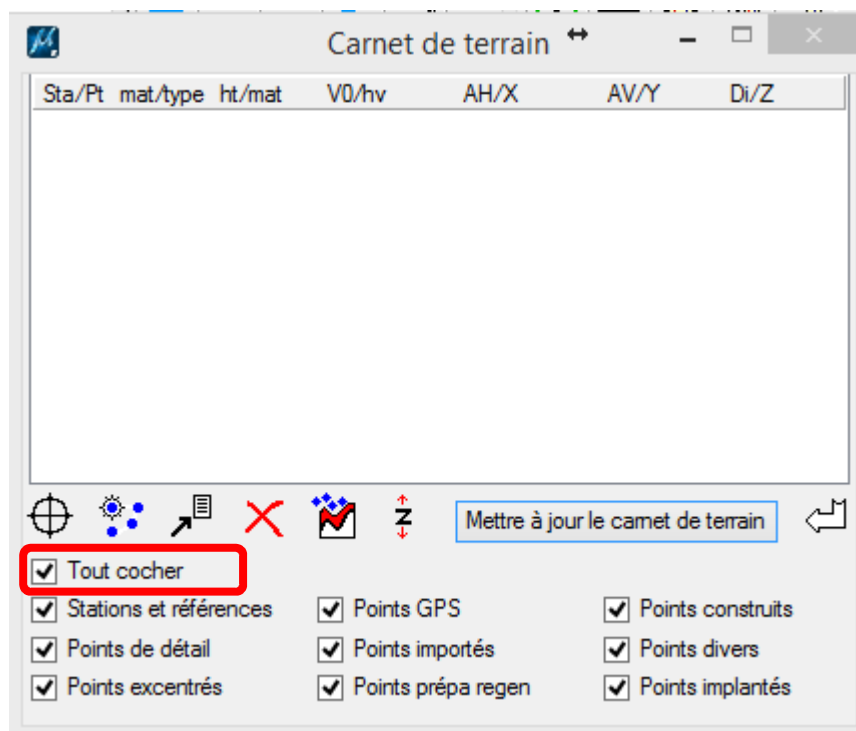 Carnet de terrain
Sta/Pt mat/type ht/mat V0/hv AH/X AV/Y Di/Z
Z Mettre à jour le carnet de terrain
Tout cocher
Stations et références Points GPS Points construits
Points de détail Points importés Points divers
Points excentrés Points prépa regen Points implantés